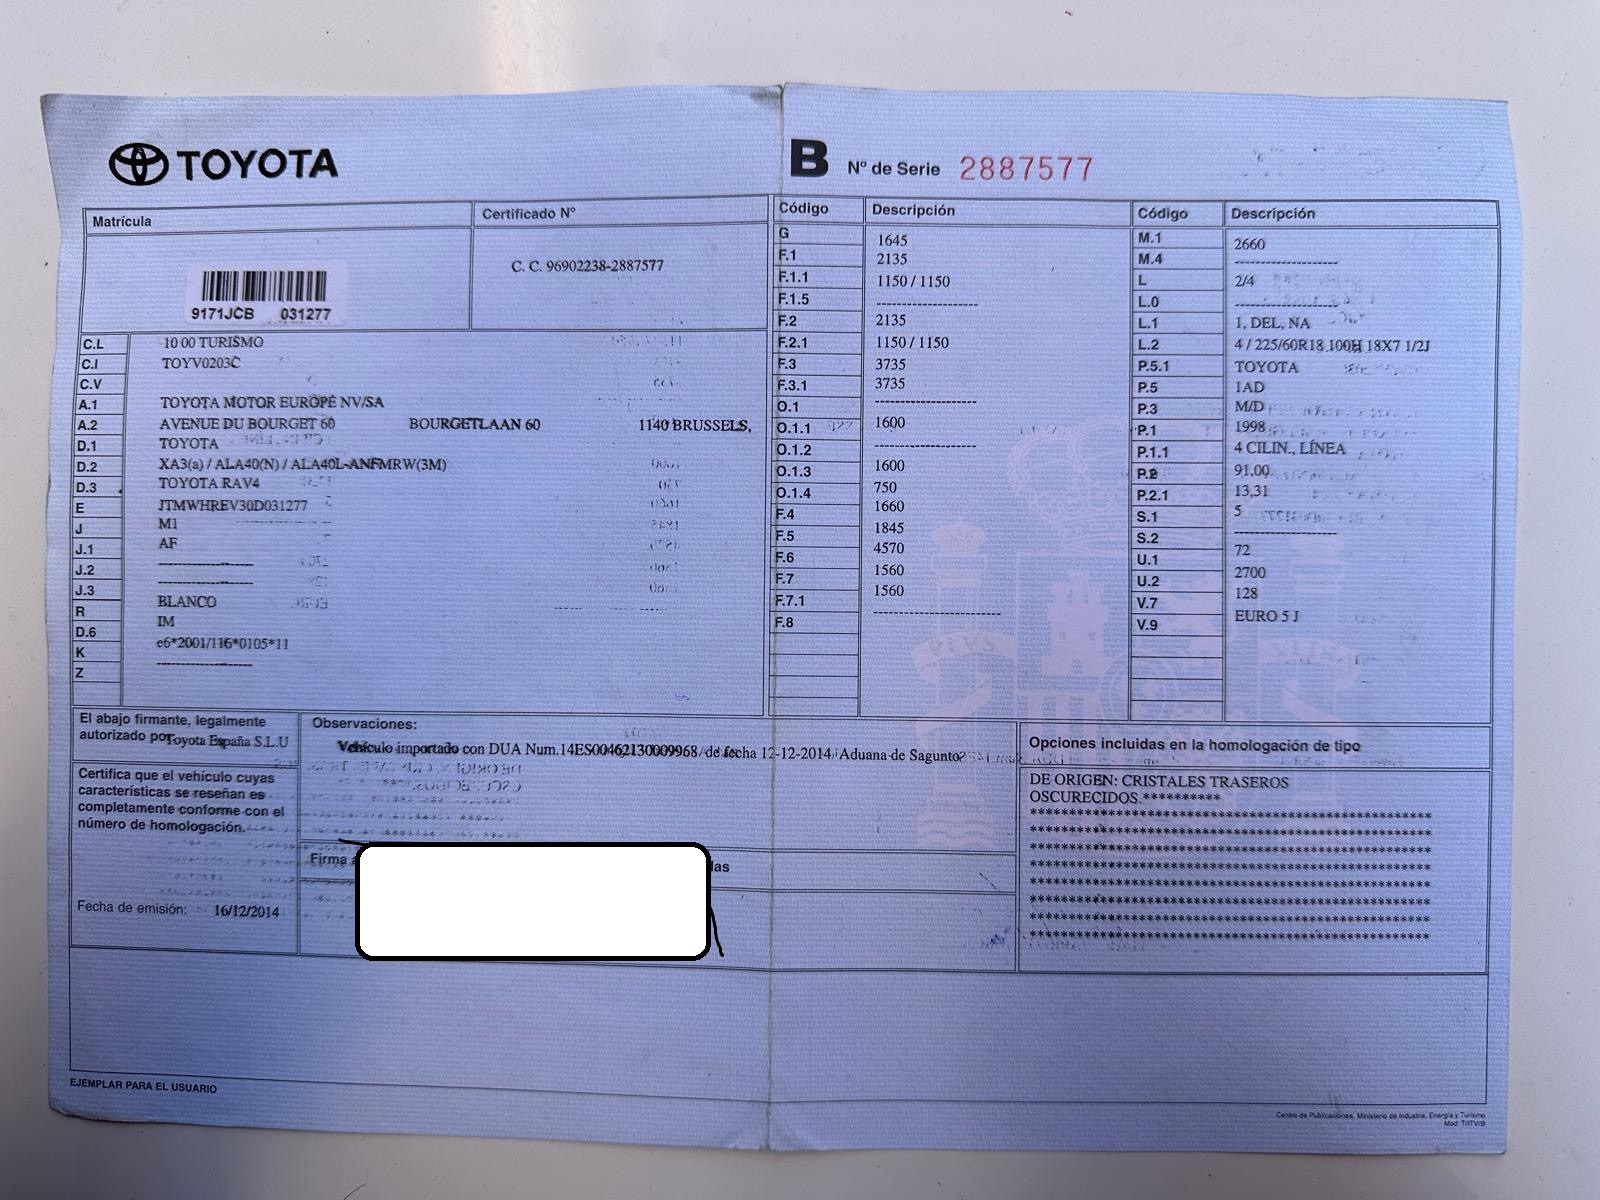 TOYOTA
B Nº de Serie 2887577
Matrícula
9171JCB 031277
Certificado Nº
C. C. 96902238-2887577
C.L 10 00 TURISMO
C.I TOYV0203C
C.V
A.1 TOYOTA MOTOR EUROPE NV/SA
A.2 AVENUE DU BOURGET 60 BOURGETLAAN 60 1140 BRUSSELS,
D.1 TOYOTA
D.2 XA3(a) / ALA40(N) / ALA40L-ANFMRW(3M)
D.3 TOYOTA RAV4
E JTMWHREV30D031277
J M1
J.1 AF
J.2 --------------------
J.3 --------------------
R BLANCO
D.6 IM
K e6*2001/116*0105*11
Z --------------------
Código Descripción
G 1645
F.1 2135
F.1.1 1150 / 1150
F.1.5 --------------------
F.2 2135
F.2.1 1150 / 1150
F.3 3735
F.3.1 3735
O.1 --------------------
O.1.1 1600
O.1.2 --------------------
O.1.3 1600
O.1.4 750
F.4 1660
F.5 1845
F.6 4570
F.7 1560
F.7.1 1560
F.8 --------------------
Código Descripción
M.1 2660
M.4 --------------------
L 2/4
L.0 --------------------
L.1 1, DEL, NA
L.2 4 / 225/60R18 100H 18X7 1/2J
P.5.1 TOYOTA
P.5 1AD
P.3 M/D
P.1 1998
P.1.1 4 CILIN., LÍNEA
P.2 91,00
P.2.1 13,31
S.1 5
S.2 --------------------
U.1 72
U.2 2700
V.7 128
V.9 EURO 5 J
El abajo firmante, legalmente
autorizado por Toyota España S.L.U
Certifica que el vehículo cuyas
características se reseñan es
completamente conforme con el
número de homologación.
Fecha de emisión: 16/12/2014
Observaciones:
Vehículo importado con DUA Num.14ES00462130009968 de fecha 12-12-2014 Aduana de Sagunto
Firma
Opciones incluidas en la homologación de tipo
DE ORIGEN: CRISTALES TRASEROS
OSCURECIDOS.**********
PLVS
EJEMPLAR PARA EL USUARIO
Centro de Publicaciones. Ministerio de Industria, Energía y Turismo
Mod. T/ITV/B